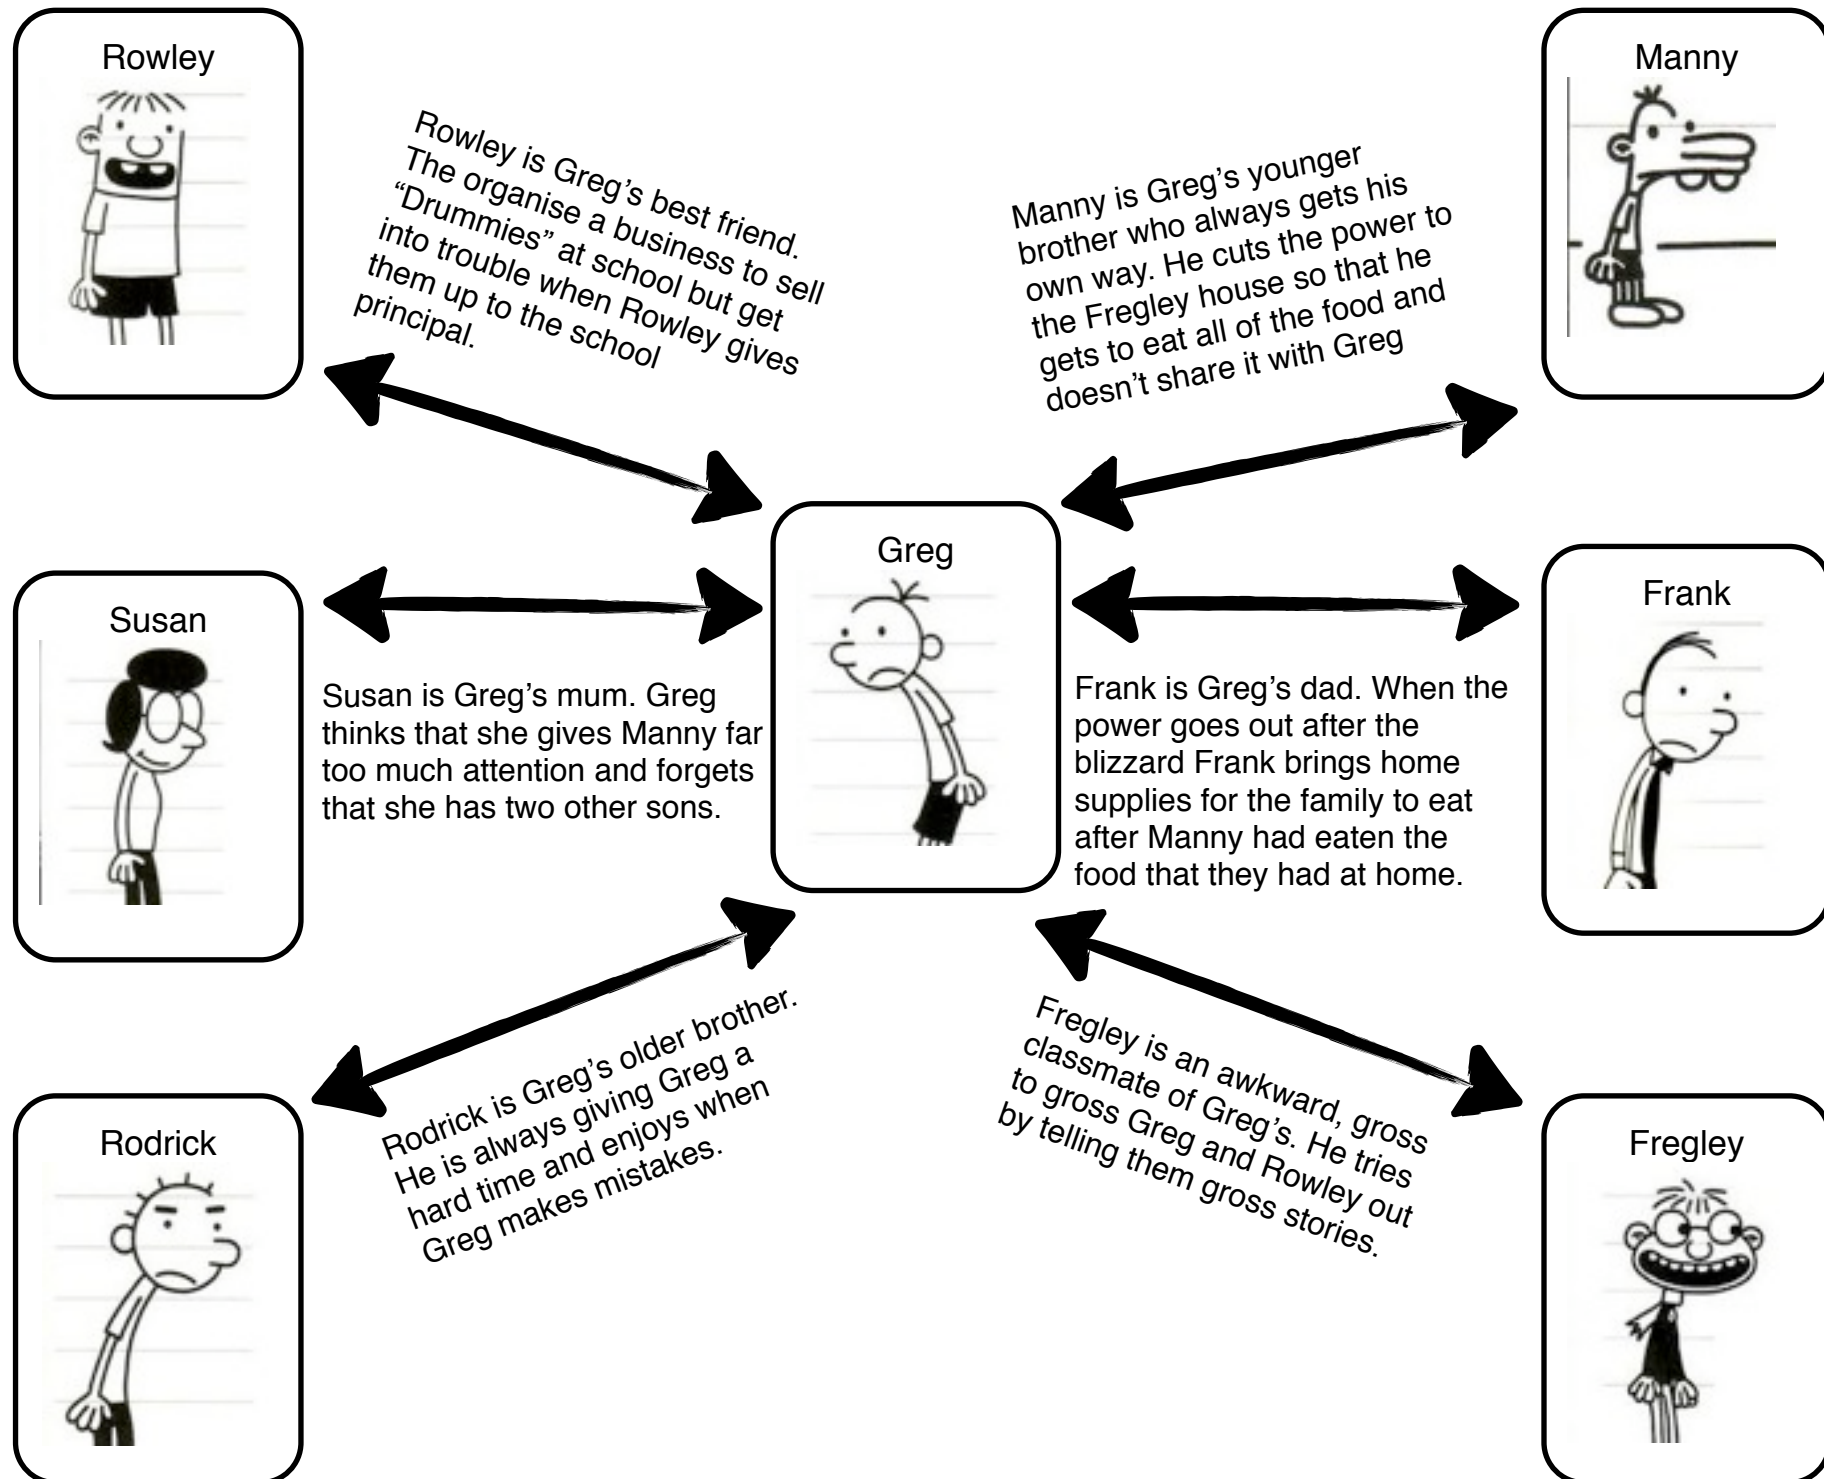 Rowley
Rowley is Greg’s best friend.
The organise a business to sell
“Drummies” at school but get
into trouble when Rowley gives
them up to the school
principal.
Manny
Manny is Greg’s younger
brother who always gets his
own way. He cuts the power to
the Fregley house so that he
gets to eat all of the food and
doesn’t share it with Greg
Greg
Susan
Susan is Greg’s mum. Greg
thinks that she gives Manny far
too much attention and forgets
that she has two other sons.
Frank
Frank is Greg’s dad. When the
power goes out after the
blizzard Frank brings home
supplies for the family to eat
after Manny had eaten the
food that they had at home.
Rodrick
Rodrick is Greg’s older brother.
He is always giving Greg a
hard time and enjoys when
Greg makes mistakes.
Fregley is an awkward, gross
classmate of Greg’s. He tries
to gross Greg and Rowley out
by telling them gross stories.
Fregley